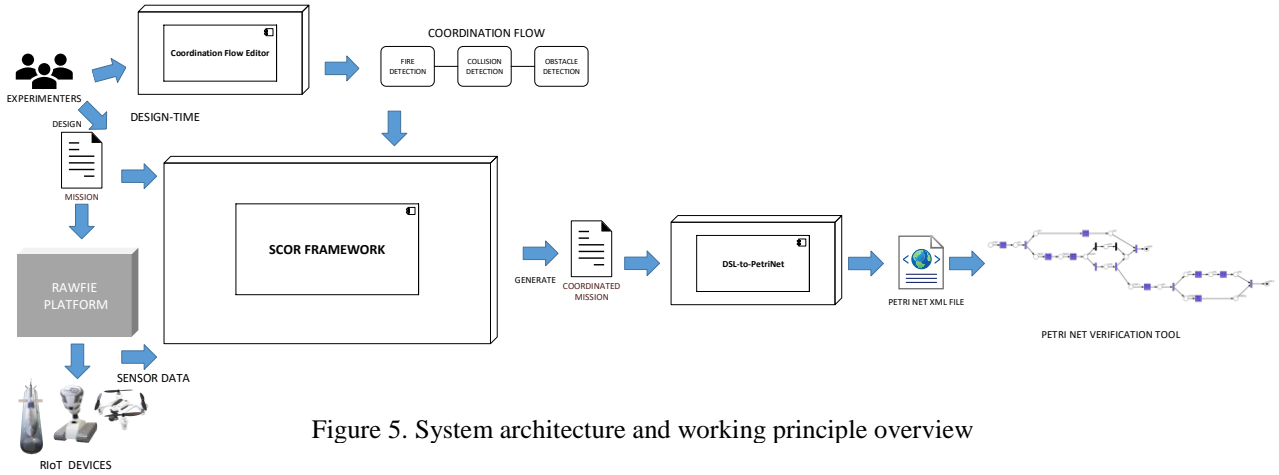 Coordination Flow Editor
COORDINATION FLOW
FIRE
DETECTION
COLLISION
DETECTION
OBSTACLE
DETECTION
EXPERIMENTERS
DESIGN-TIME
DESIGN
MISSION
SCOR FRAMEWORK
RAWFIE
PLATFORM
GENERATE
COORDINATED
MISSION
DSL-to-PetriNet
PETRI NET XML FILE
PETRI NET VERIFICATION TOOL
SENSOR DATA
RIoT DEVICES
Figure 5. System architecture and working principle overview